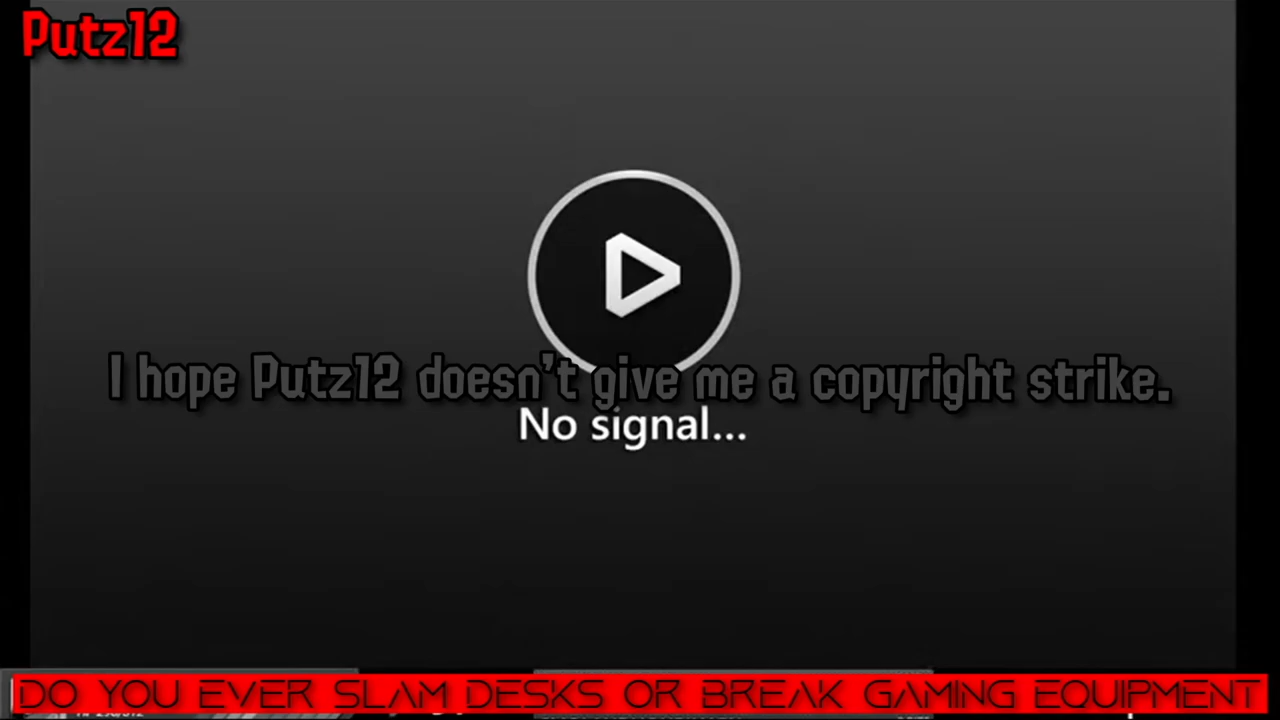 Putz12
I hope Putz12 doesn't give me a copyright strike.
No signal...
DO YOU EVER SLAM DESKS OR BREAK GAMING EQUIPMENT